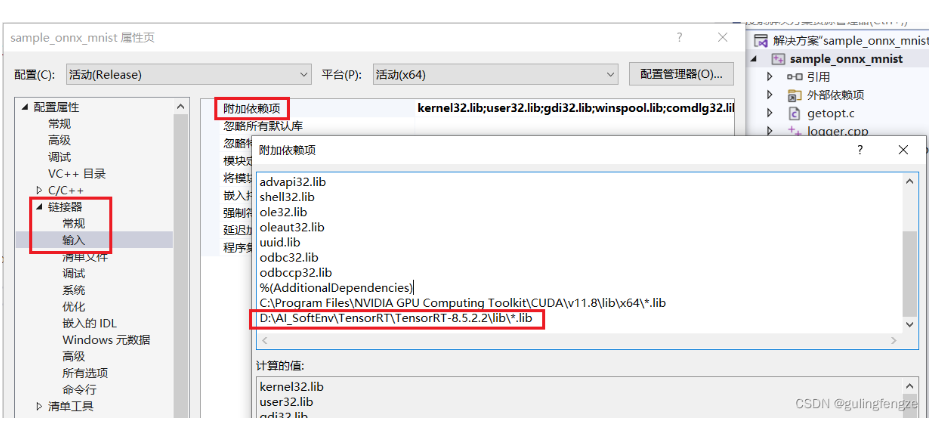 sample_onnx_mnist 属性页
? ×
配置(C): 活动(Release) 平台(P): 活动(x64) 配置管理器(O)...
配置属性
常规
高级
调试
VC++ 目录
C/C++
链接器
常规
输入
清单文件
调试
系统
优化
嵌入的 IDL
Windows 元数据
高级
所有选项
命令行
清单工具
附加依赖项 kernel32.lib;user32.lib;gdi32.lib;winspool.lib;comdlg32.lib
忽略所有默认库
忽略
模块
将模块
嵌入
强制
延迟
程序集
附加依赖项
? ×
advapi32.lib
shell32.lib
ole32.lib
oleaut32.lib
uuid.lib
odbc32.lib
odbccp32.lib
%(AdditionalDependencies)
C:\Program Files\NVIDIA GPU Computing Toolkit\CUDA\v11.8\lib\x64\*.lib
D:\AI_SoftEnv\TensorRT\TensorRT-8.5.2.2\lib\*.lib
计算的值:
kernel32.lib
user32.lib
gdi32.lib
解决方案"sample_onnx_mnist
sample_onnx_mnist
引用
外部依赖项
getopt.c
logger.cpp
CSDN @gulingfengze